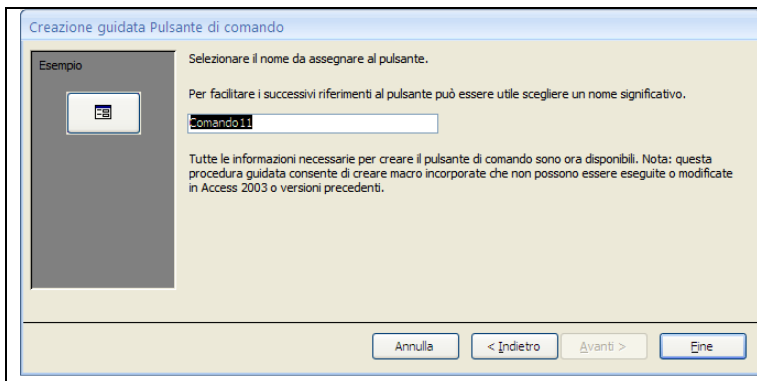 Creazione guidata Pulsante di comando
Esempio
Selezionare il nome da assegnare al pulsante.
Per facilitare i successivi riferimenti al pulsante può essere utile scegliere un nome significativo.
Comando11
Tutte le informazioni necessarie per creare il pulsante di comando sono ora disponibili. Nota: questa
procedura guidata consente di creare macro incorporate che non possono essere eseguite o modificate
in Access 2003 o versioni precedenti.
Annulla
< Indietro
Avanti >
Fine